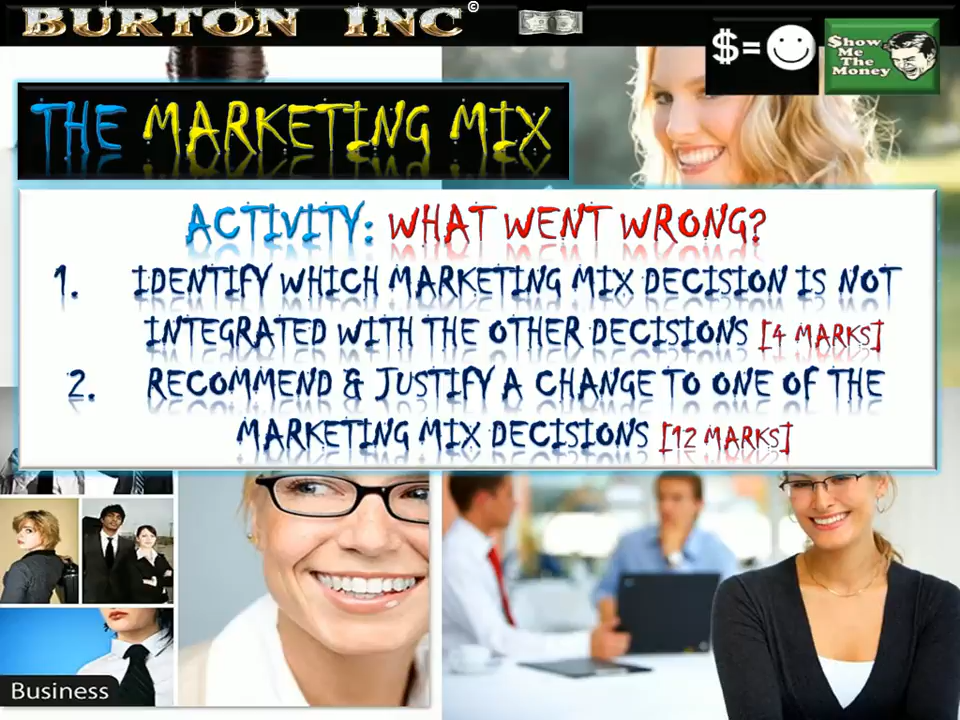 BURTON INC©
$=
Show
Me
The
Money
THE MARKETING MIX
ACTIVITY: WHAT WENT WRONG?
1. IDENTIFY WHICH MARKETING MIX DECISION IS NOT
INTEGRATED WITH THE OTHER DECISIONS [4 MARKS]
2. RECOMMEND & JUSTIFY A CHANGE TO ONE OF THE
MARKETING MIX DECISIONS [12 MARKS]
Business